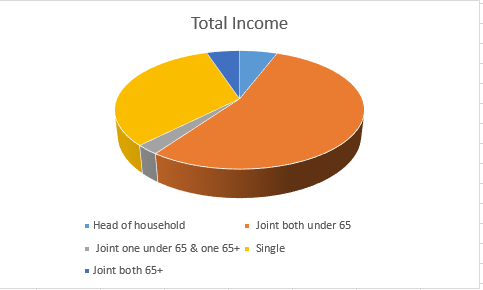 Total Income
Head of household
Joint both under 65
Joint one under 65 & one 65+
Single
Joint both 65+